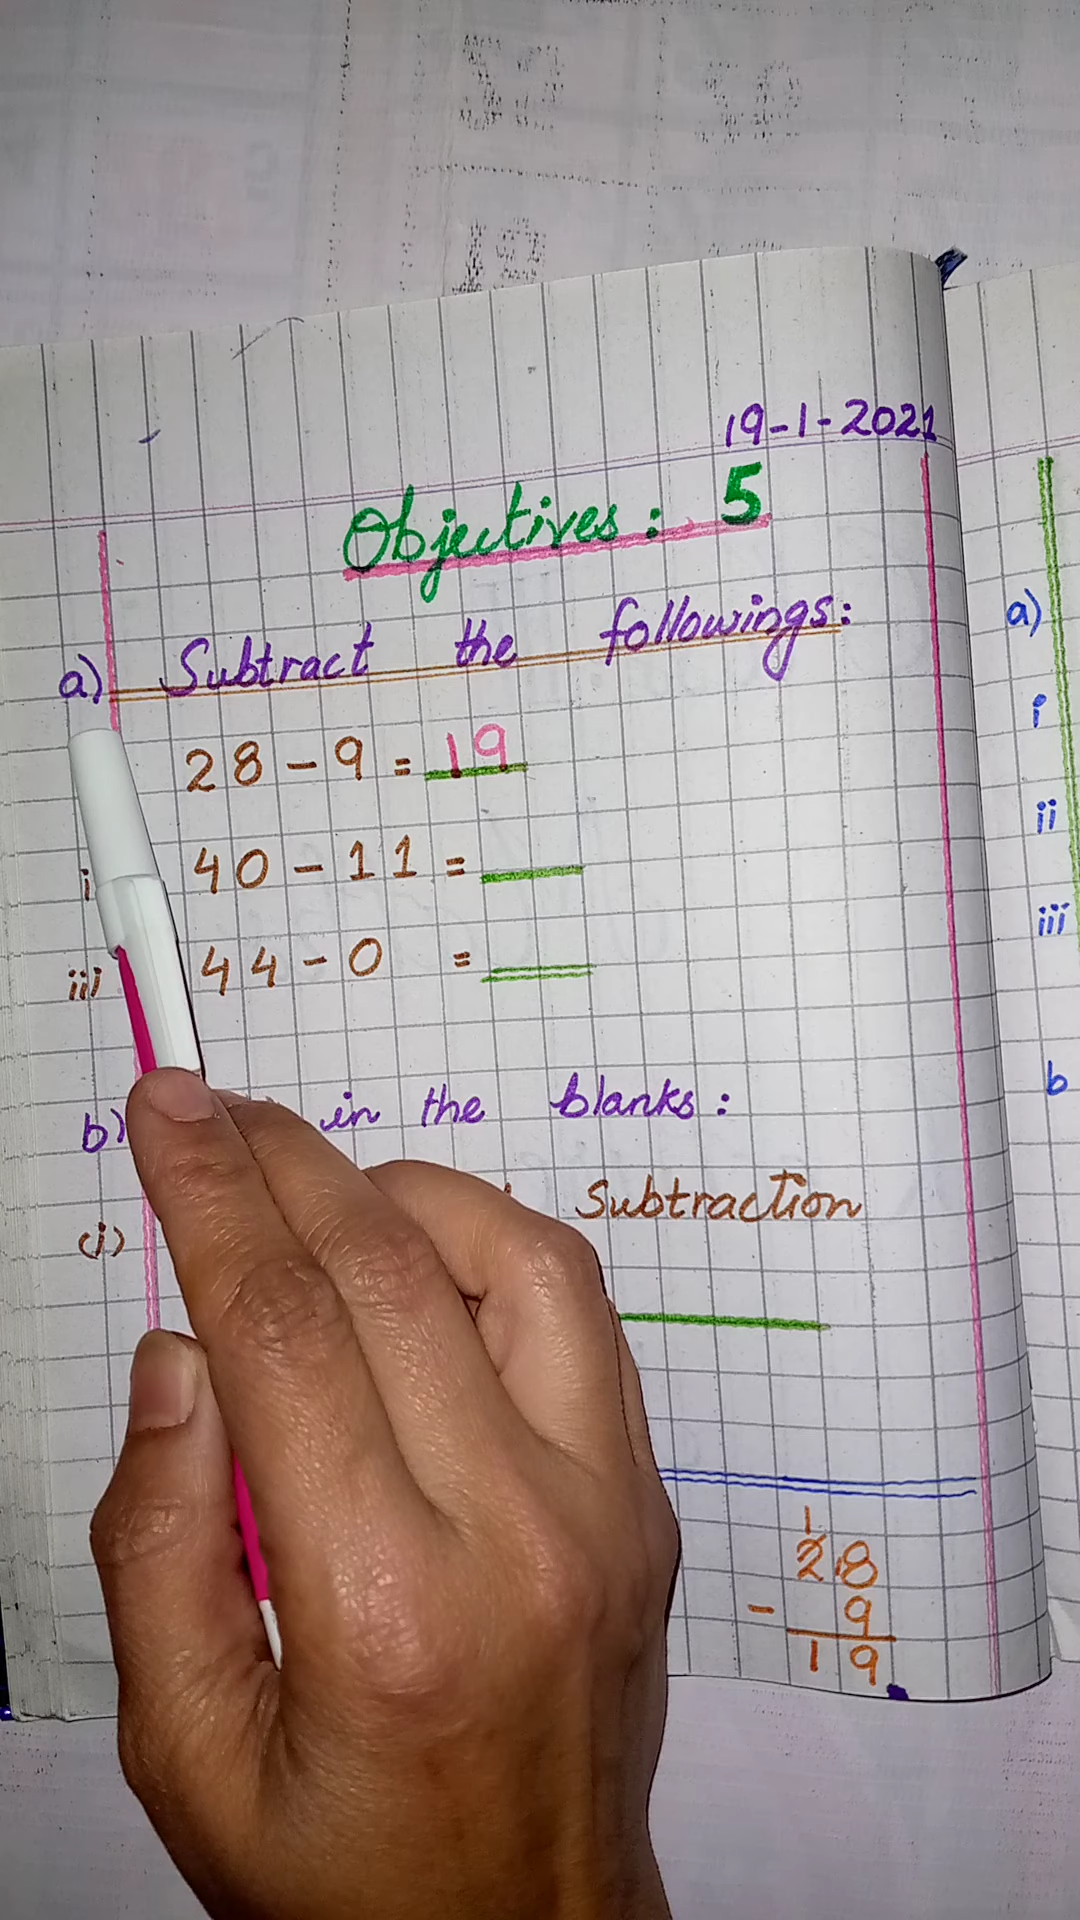 19-1-2021
Objectives: 5
a) Subtract the followings:
28-9 = 19
i 40-11 =
iii 44-0 =
b) in the blanks:
(i) Subtraction
1
28
- 9
19
a)
i
ii
iii
b